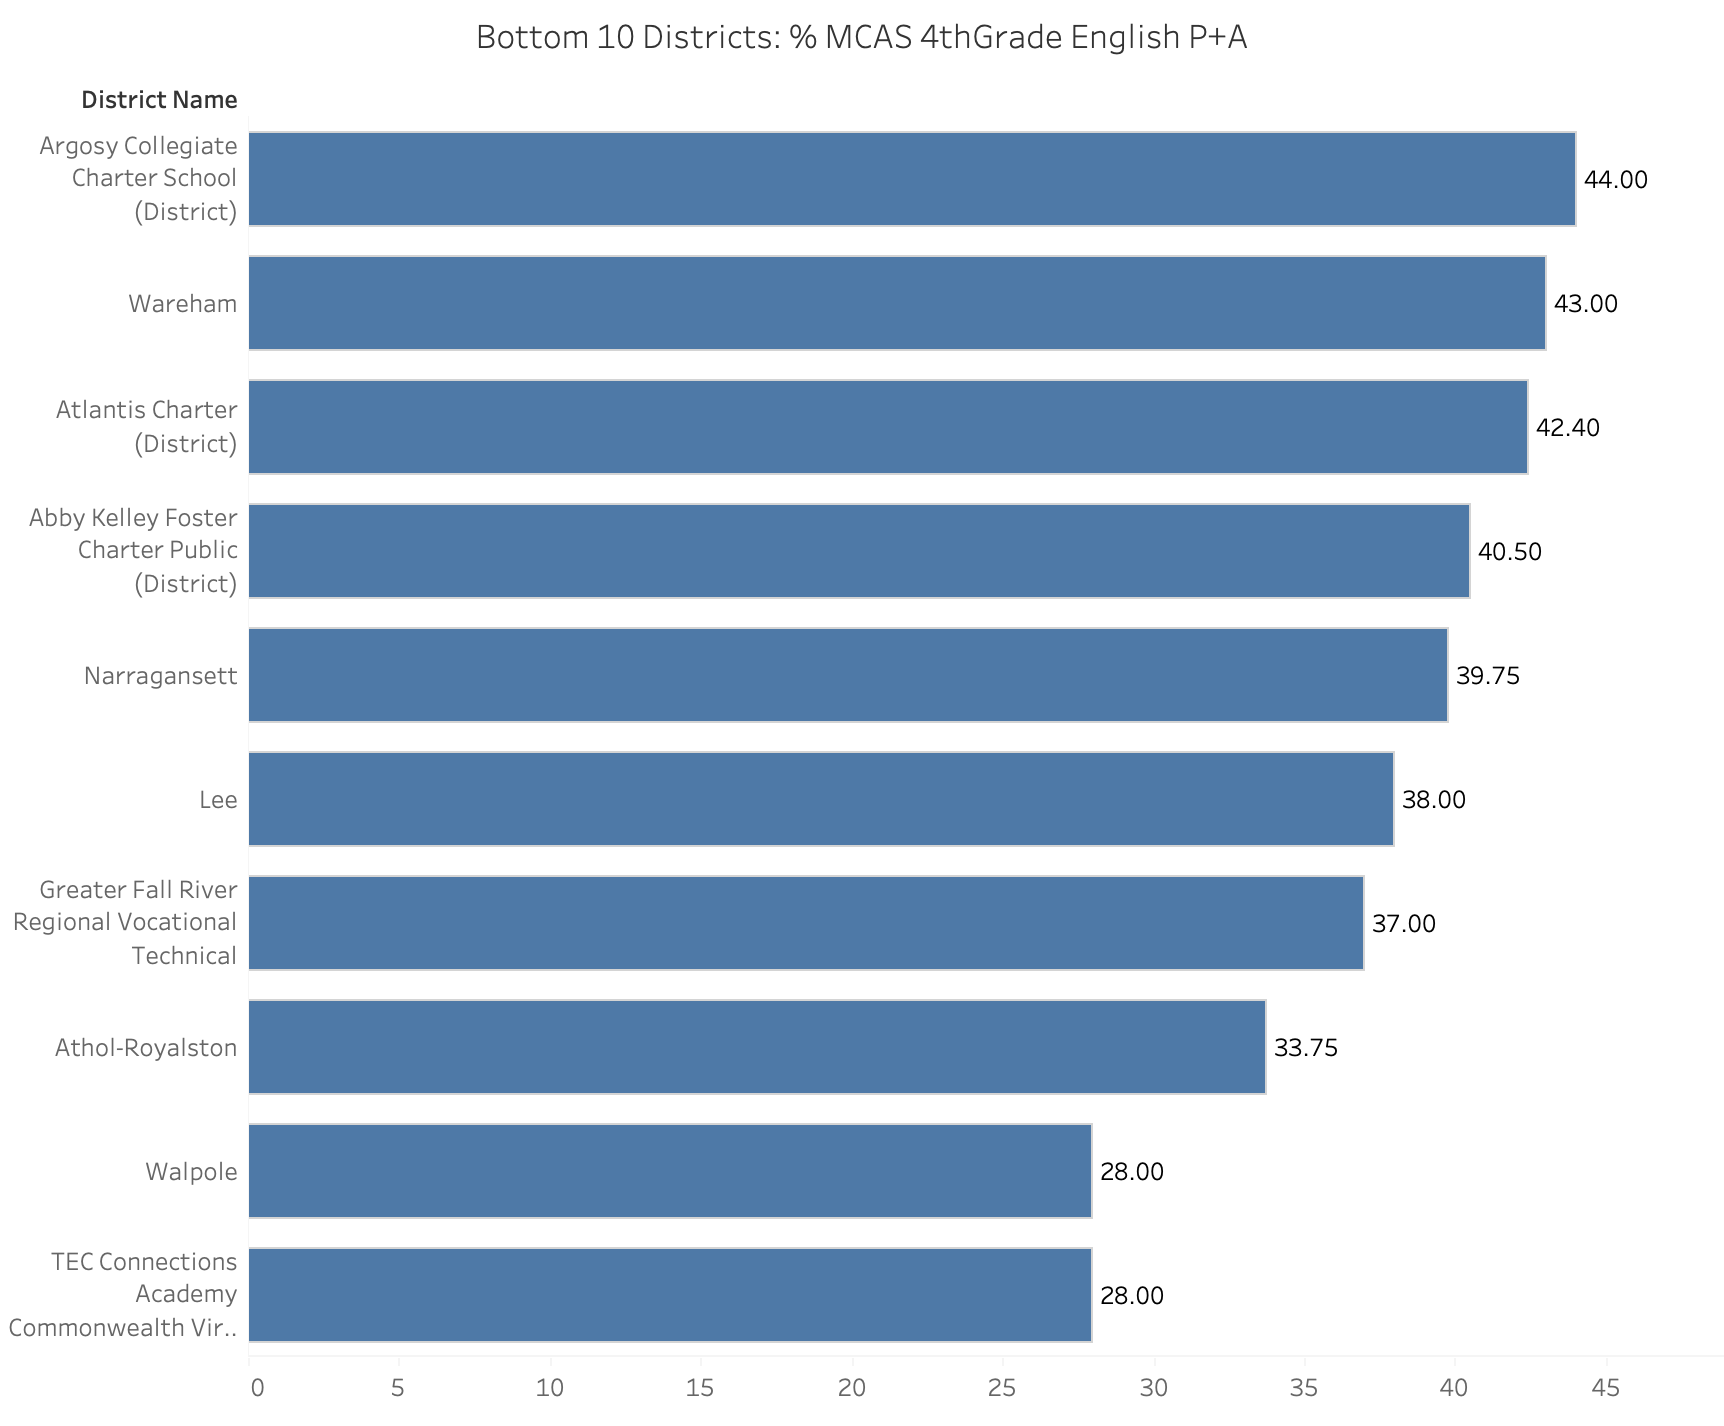 Bottom 10 Districts: % MCAS 4thGrade English P+A
District Name
Argosy Collegiate
Charter School
(District)
44.00
Wareham
43.00
Atlantis Charter
(District)
42.40
Abby Kelley Foster
Charter Public
(District)
40.50
Narragansett
39.75
Lee
38.00
Greater Fall River
Regional Vocational
Technical
37.00
Athol-Royalston
33.75
Walpole
28.00
TEC Connections
Academy
Commonwealth Vir..
28.00
0 5 10 15 20 25 30 35 40 45